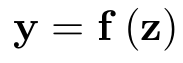 𝐲 = 𝐟 (𝐳)